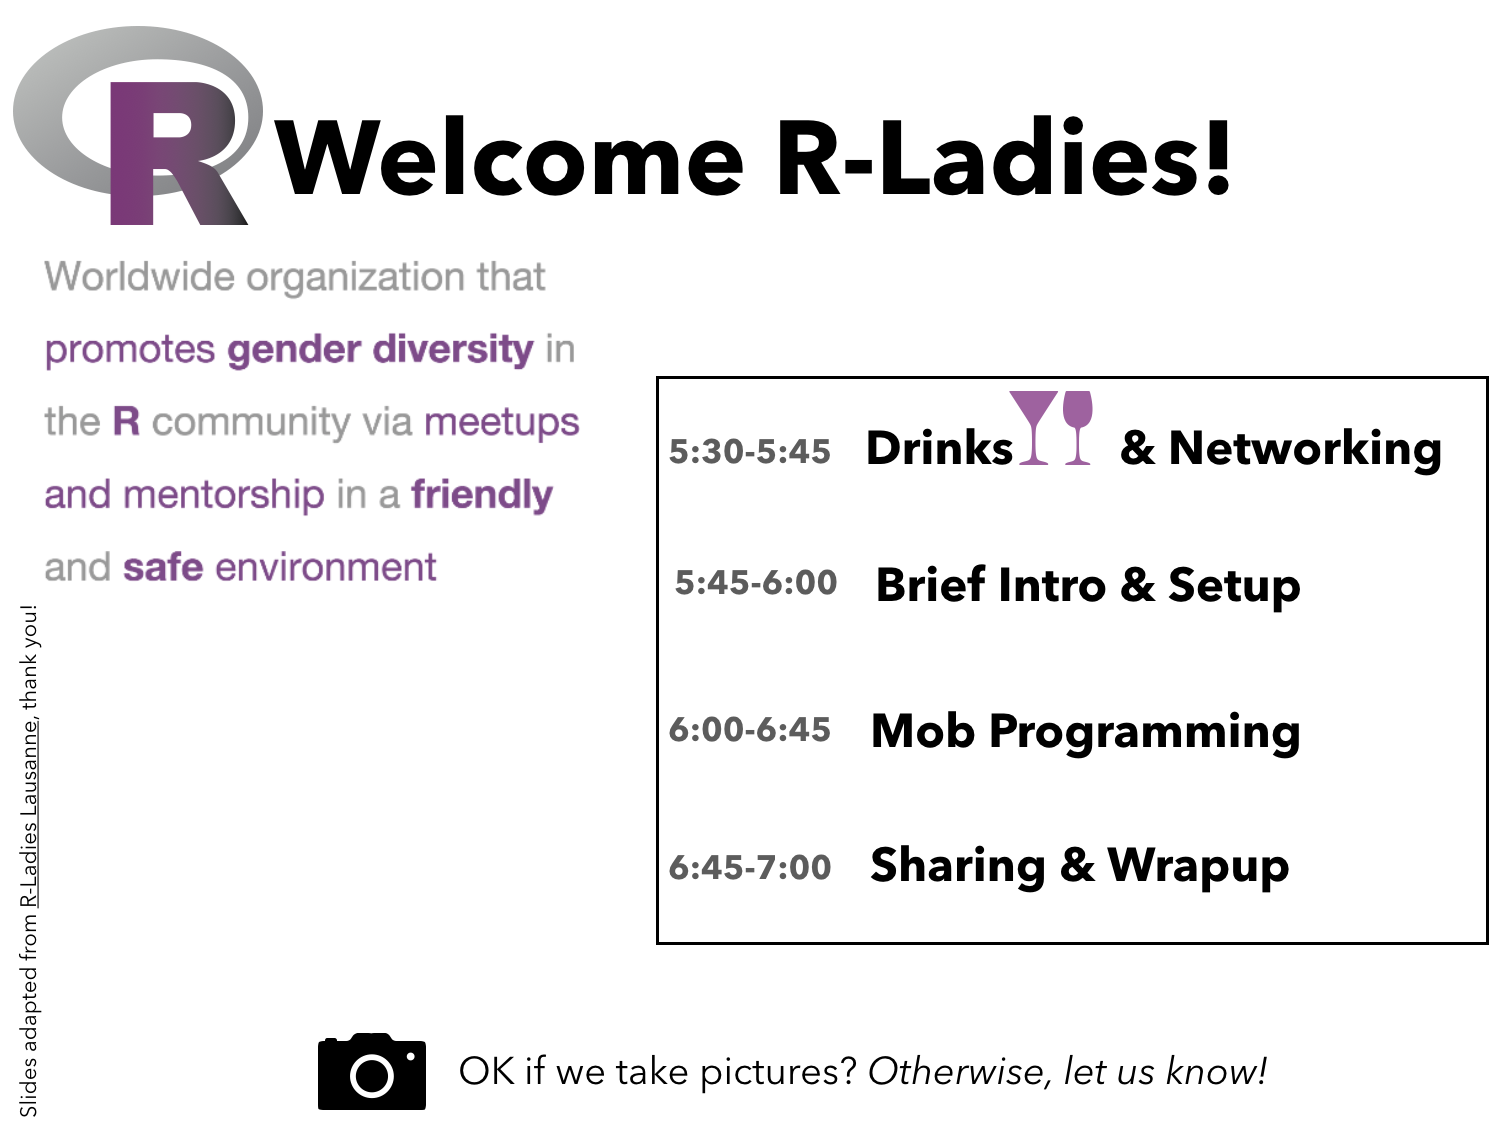 R
Welcome R-Ladies!
Worldwide organization that
promotes gender diversity in
the R community via meetups
and mentorship in a friendly
and safe environment
5:30-5:45 Drinks & Networking
5:45-6:00 Brief Intro & Setup
6:00-6:45 Mob Programming
6:45-7:00 Sharing & Wrapup
OK if we take pictures? Otherwise, let us know!
Slides adapted from R-Ladies Lausanne, thank you!